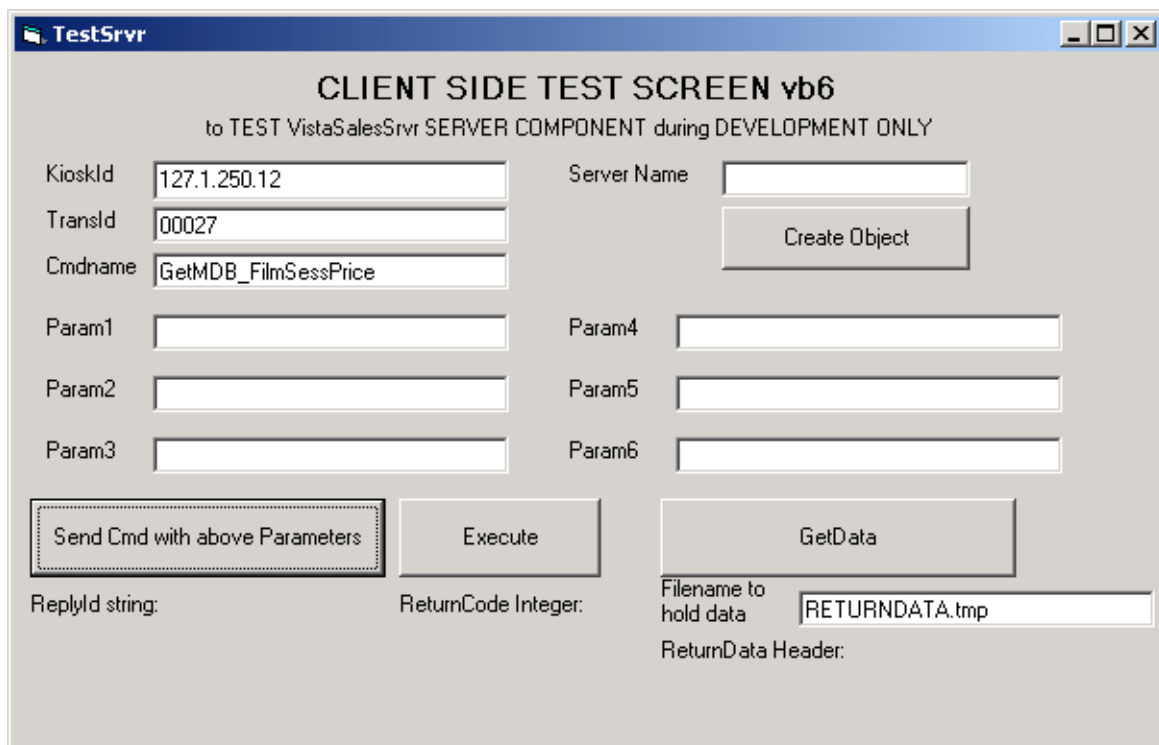 TestSrvr
CLIENT SIDE TEST SCREEN vb6
to TEST VistaSalesSrvr SERVER COMPONENT during DEVELOPMENT ONLY
KioskId 127.1.250.12 Server Name
TransId 00027 Create Object
Cmdname GetMDB_FilmSessPrice
Param1 Param4
Param2 Param5
Param3 Param6
Send Cmd with above Parameters Execute GetData
ReplyId string: ReturnCode Integer: Filename to
hold data RETURNDATA.tmp
ReturnData Header: